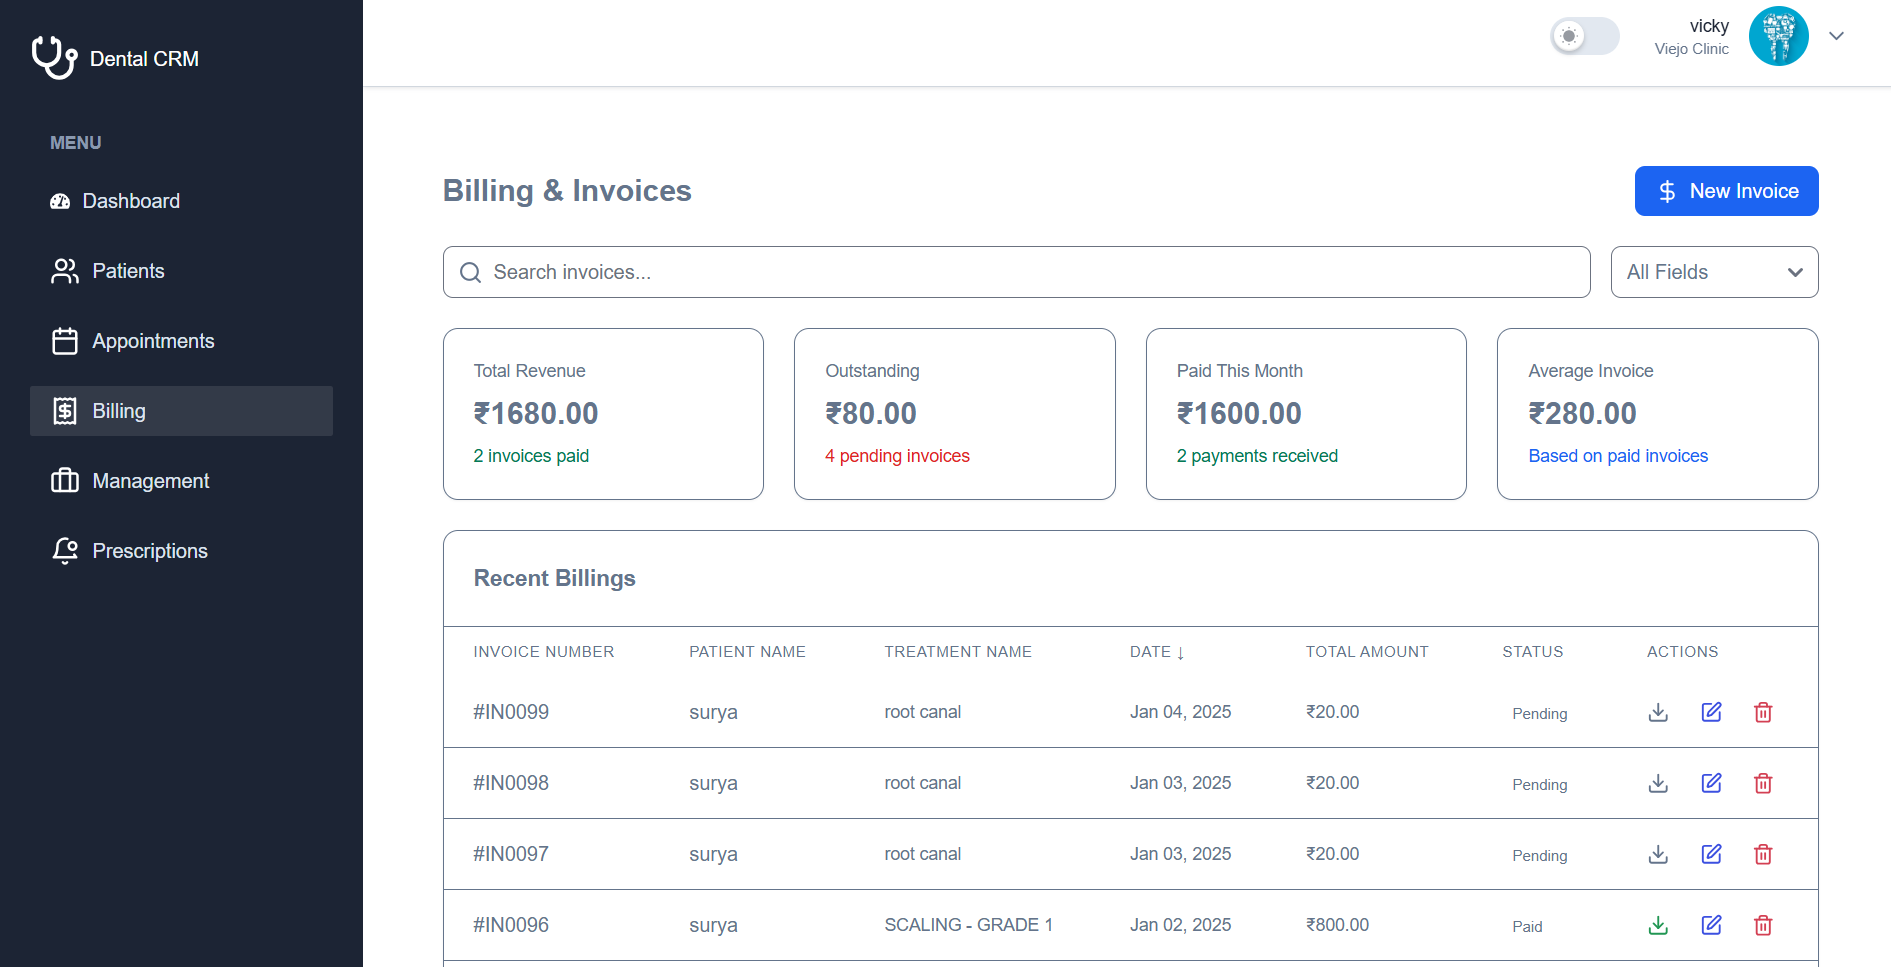 Dental CRM
vicky
Viejo Clinic
MENU
Dashboard
Patients
Appointments
Billing
Management
Prescriptions
Billing & Invoices
$ New Invoice
Search invoices...
All Fields
Total Revenue
₹1680.00
2 invoices paid
Outstanding
₹80.00
4 pending invoices
Paid This Month
₹1600.00
2 payments received
Average Invoice
₹280.00
Based on paid invoices
Recent Billings
INVOICE NUMBER PATIENT NAME TREATMENT NAME DATE ↓ TOTAL AMOUNT STATUS ACTIONS
#IN0099 surya root canal Jan 04, 2025 ₹20.00 Pending
#IN0098 surya root canal Jan 03, 2025 ₹20.00 Pending
#IN0097 surya root canal Jan 03, 2025 ₹20.00 Pending
#IN0096 surya SCALING - GRADE 1 Jan 02, 2025 ₹800.00 Paid